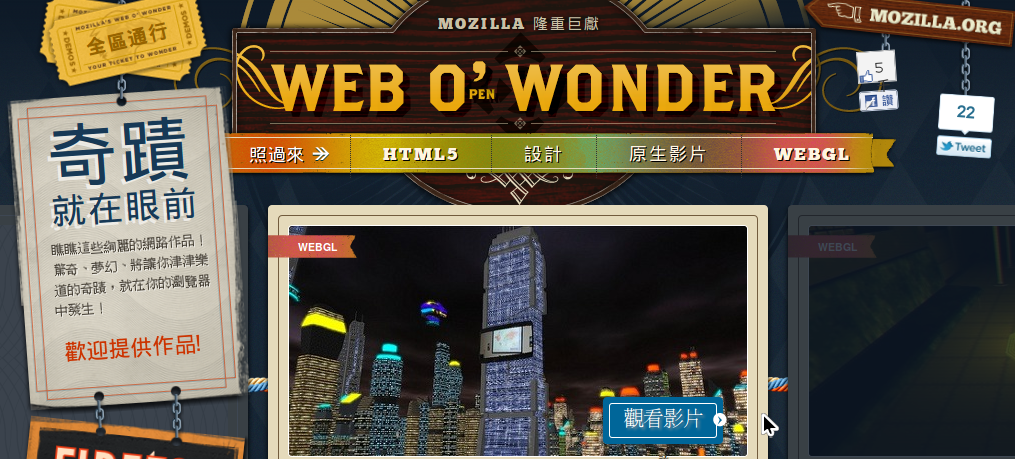 MOZILLA'S WEB O' WONDER
DEMOS
全區通行
DEMOS
YOUR TICKET TO WONDER
MOZILLA 隆重巨獻
WEB O'PEN WONDER
MOZILLA.ORG
5
千
讚
22
Tweet
照過來
HTML5
設計
原生影片
WEBGL
奇蹟
就在眼前
瞧瞧這些絢麗的網路作品！
驚奇、夢幻、將讓你津津樂
道的奇蹟，就在你的瀏覽器
中發生！
歡迎提供作品!
WEBGL
觀看影片
WEBGL